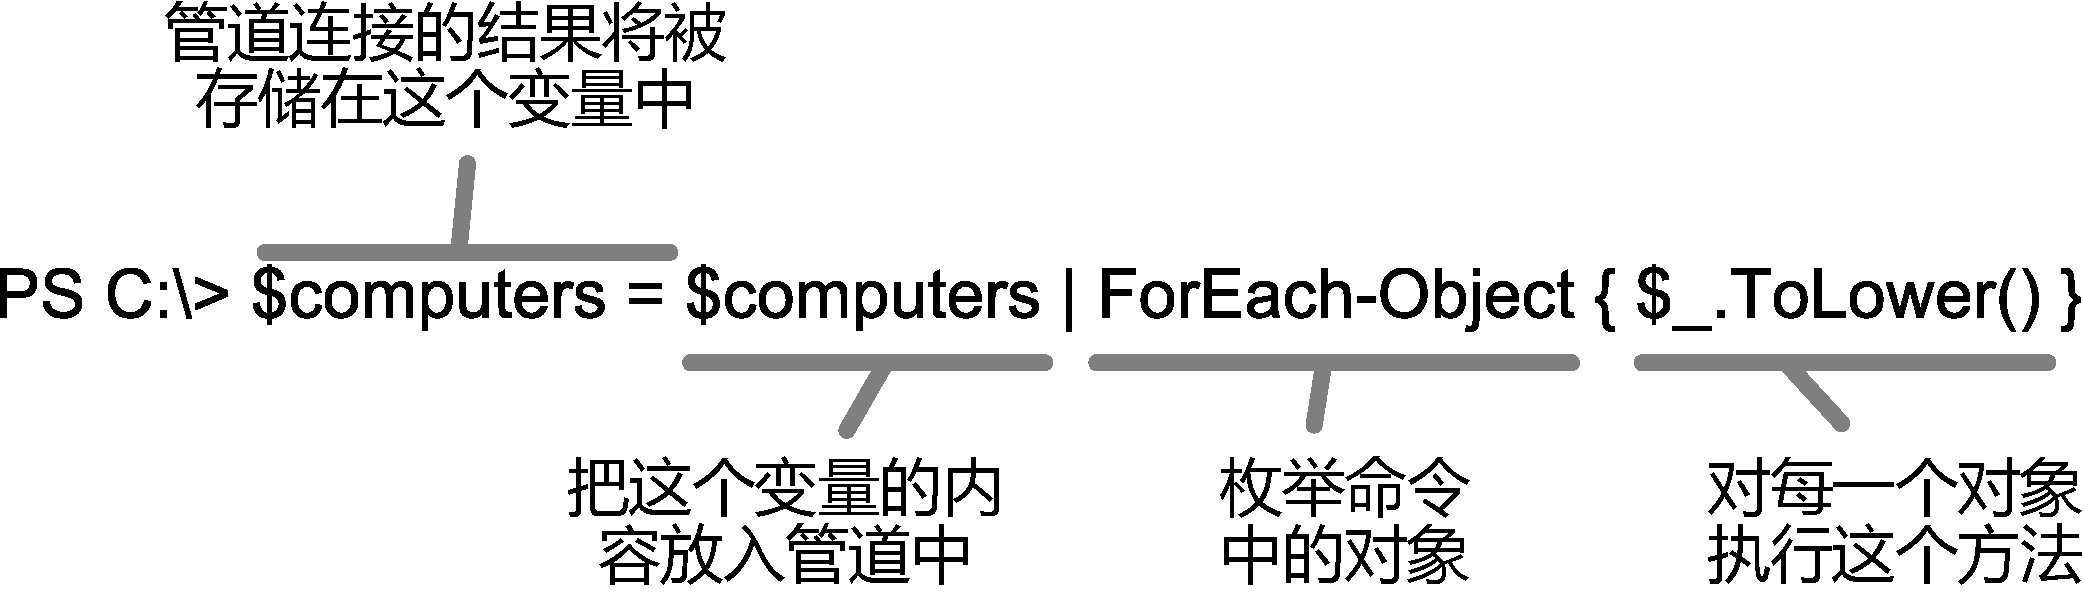 管道连接的结果将被
存储在这个变量中
PS C:\> $computers = $computers | ForEach-Object { $_.ToLower() }
把这个变量的内
容放入管道中
枚举命令
中的对象
对每一个对象
执行这个方法